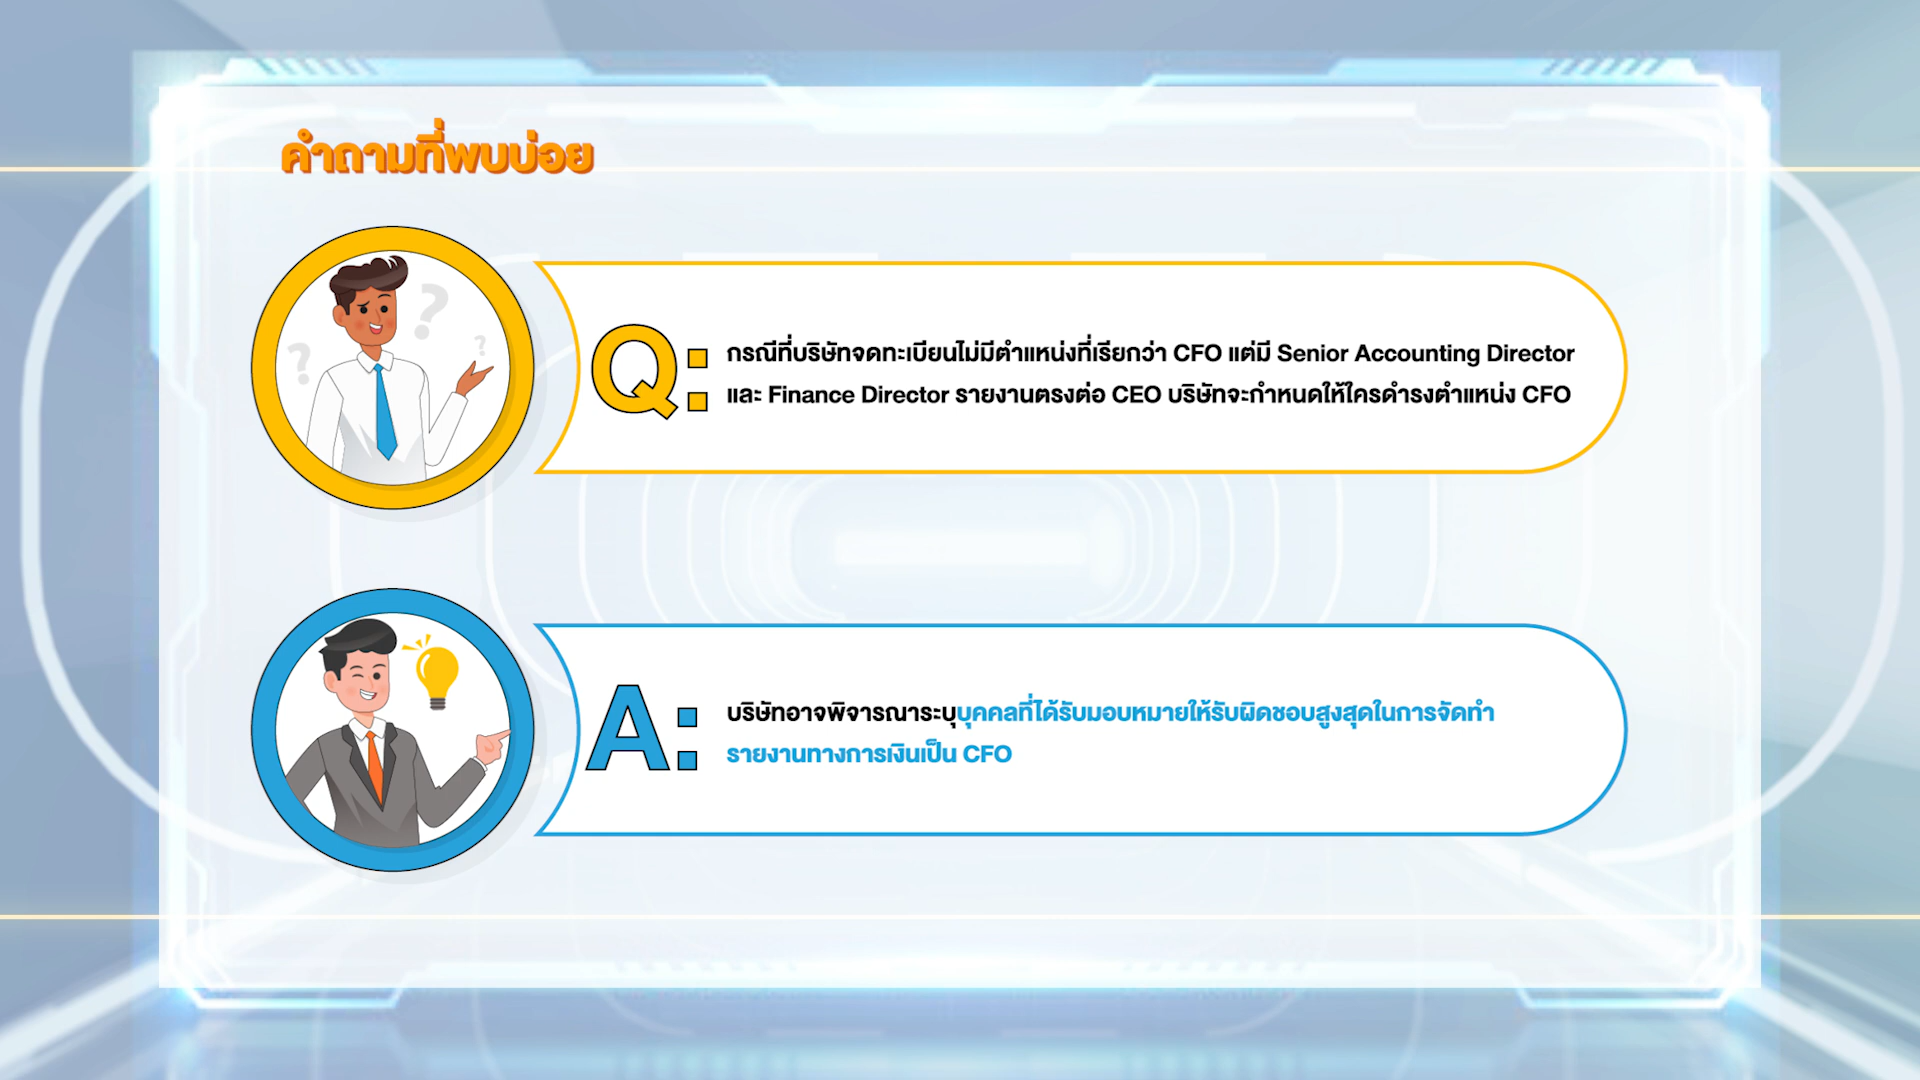 คำถามที่พบบ่อย
Q: กรณีที่บริษัทจดทะเบียนไม่มีตำแหน่งที่เรียกว่า CFO แต่มี Senior Accounting Director
และ Finance Director รายงานตรงต่อ CEO บริษัทจะกำหนดให้ใครดำรงตำแหน่ง CFO
A: บริษัทอาจพิจารณาระบุบุคคลที่ได้รับมอบหมายให้รับผิดชอบสูงสุดในการจัดทำ
รายงานทางการเงินเป็น CFO